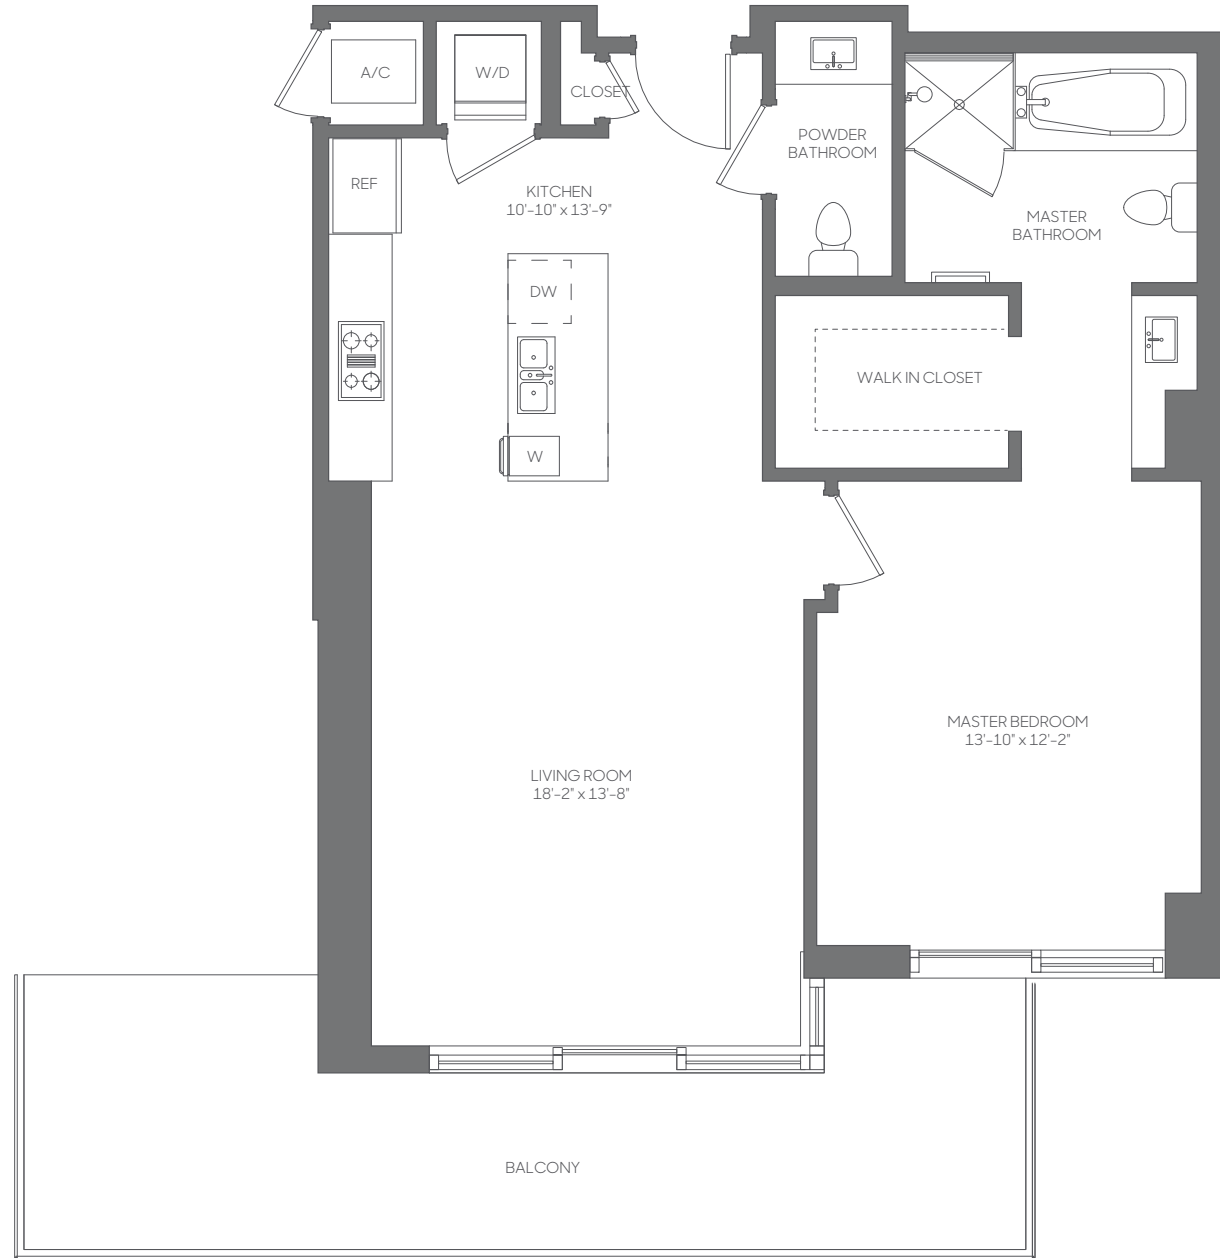 A/C
W/D
CLOSET
POWDER
BATHROOM
REF
KITCHEN
10'-10" x 13'-9"
MASTER
BATHROOM
DW
WALK IN CLOSET
W
MASTER BEDROOM
13'-10" x 12'-2"
LIVING ROOM
18'-2" x 13'-8"
BALCONY